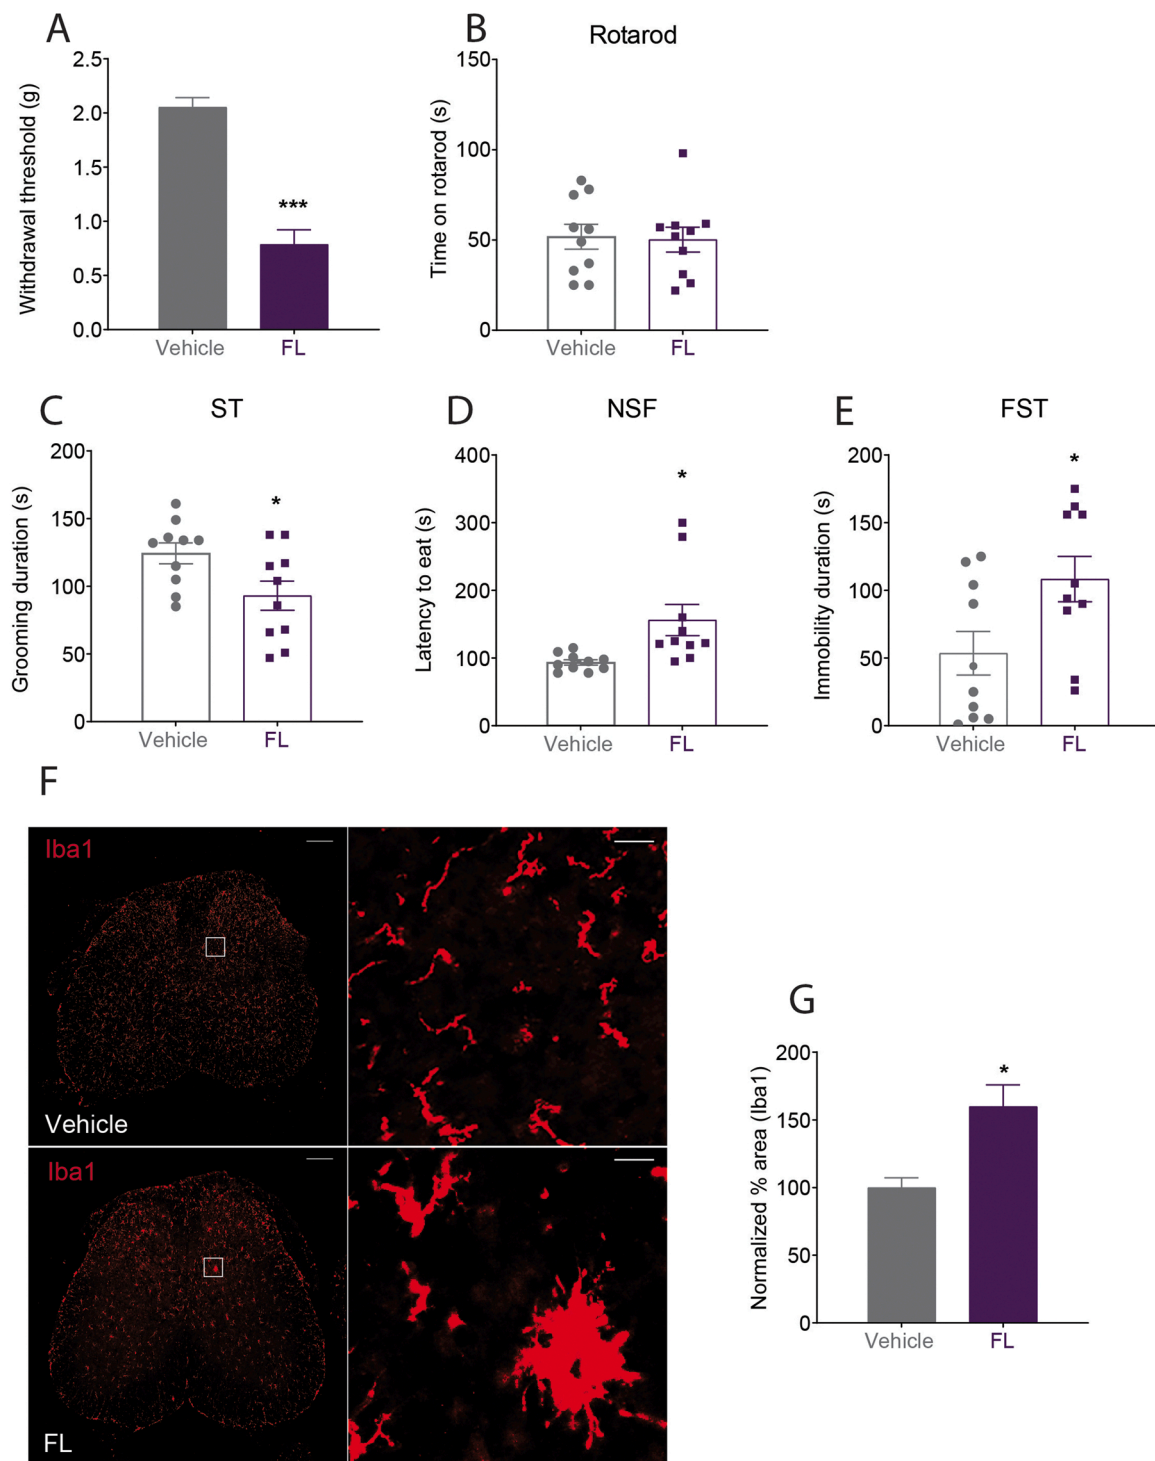 A
Withdrawal threshold (g)
2.5
2.0
1.5
1.0
0.5
0.0
***
Vehicle
FL
B
Rotarod
Time on rotarod (s)
150
100
50
0
Vehicle
FL
C
ST
Grooming duration (s)
200
150
100
50
0
*
Vehicle
FL
D
NSF
Latency to eat (s)
400
300
200
100
0
*
Vehicle
FL
E
FST
Immobility duration (s)
200
150
100
50
0
*
Vehicle
FL
F
Iba1
Vehicle
Iba1
FL
G
Normalized % area (Iba1)
200
150
100
50
0
*
Vehicle
FL